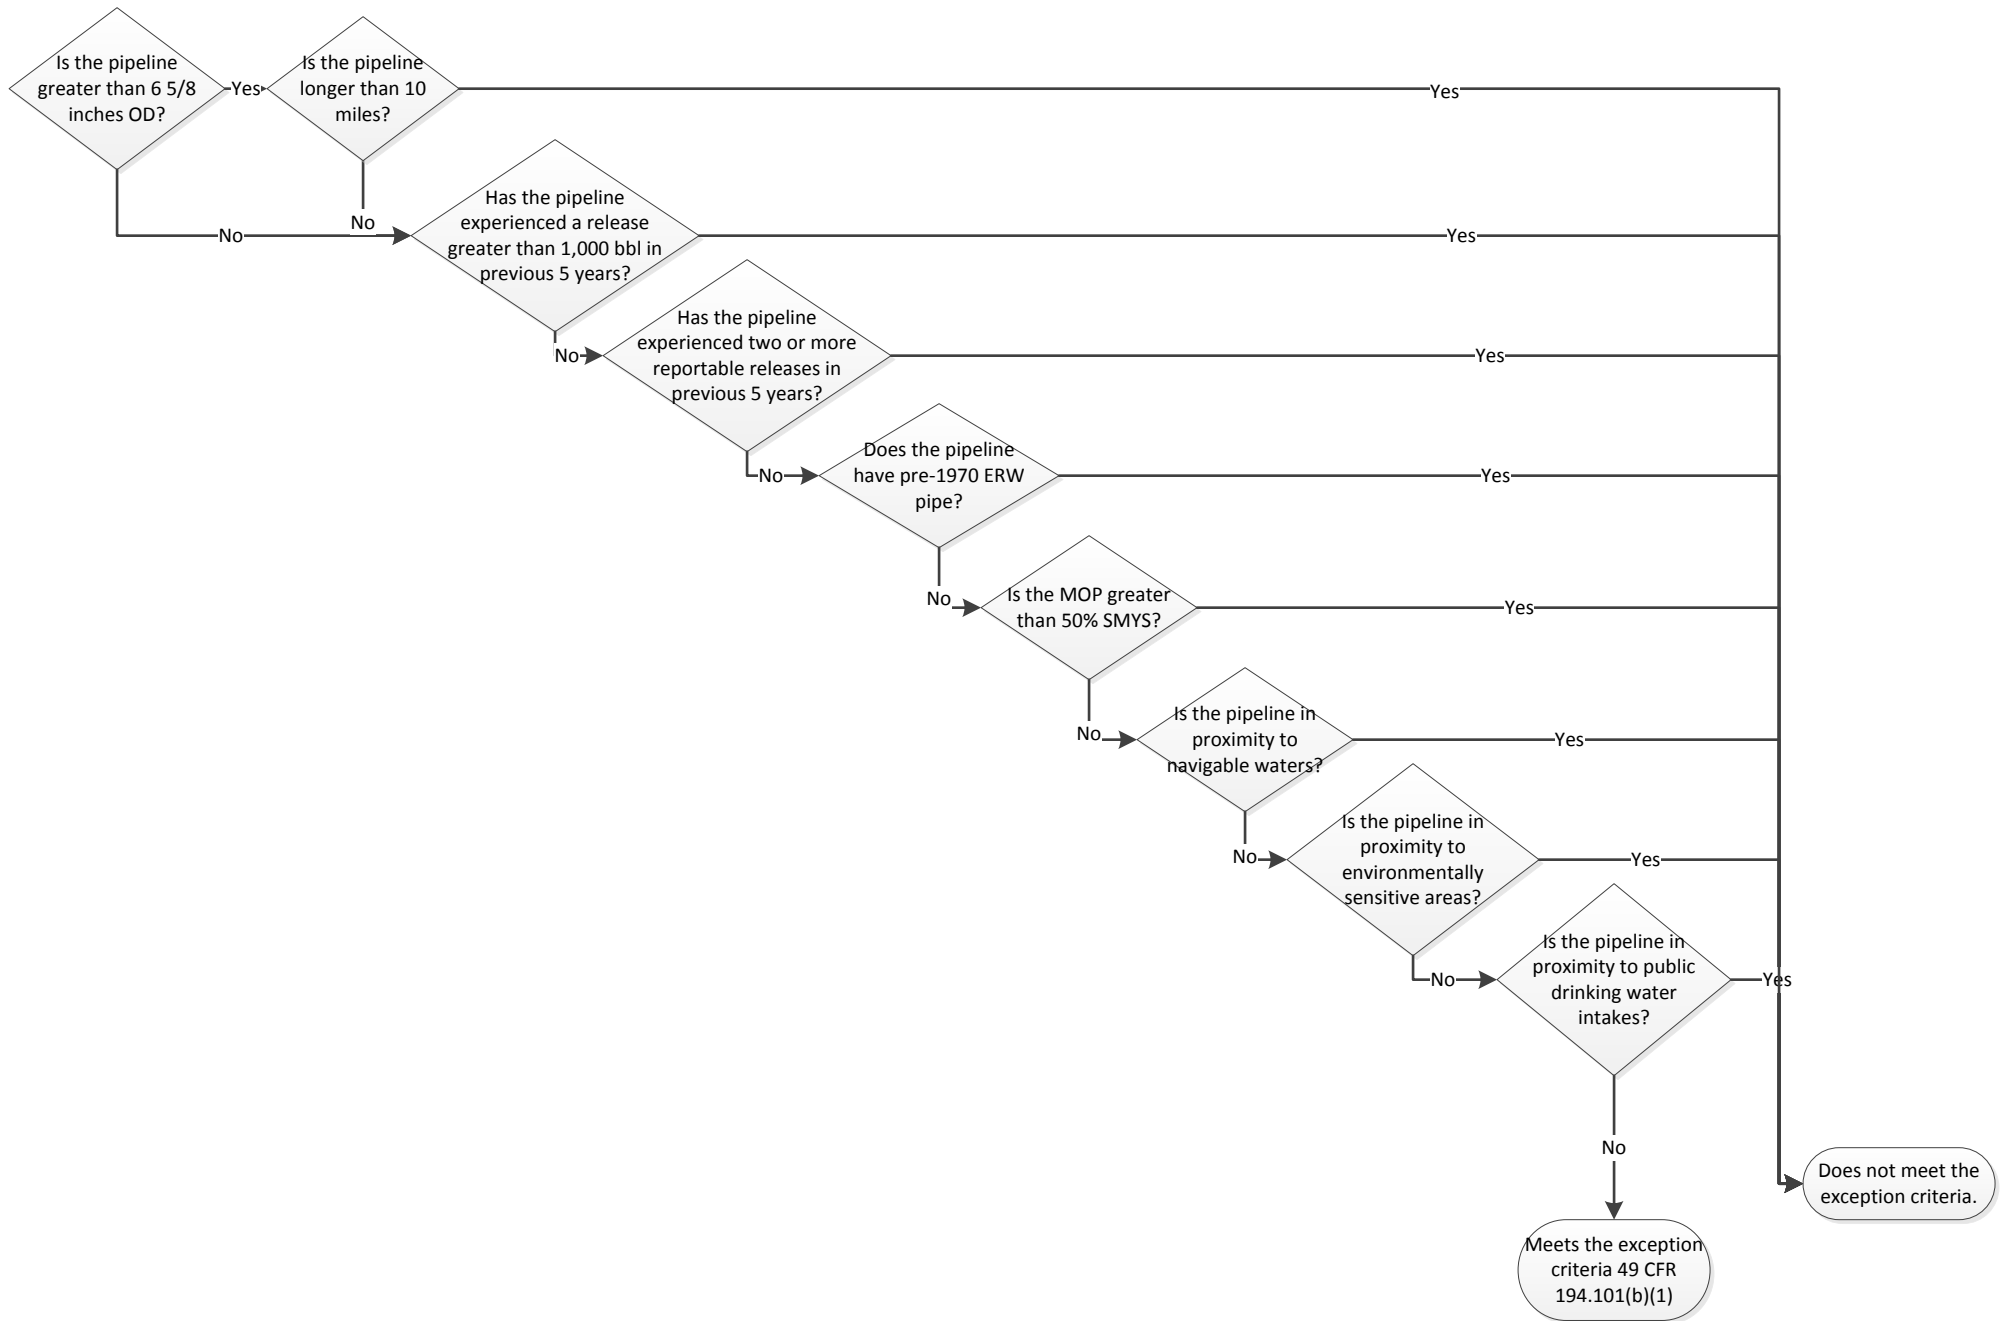 Is the pipeline
greater than 6 5/8
inches OD?
Yes
Is the pipeline
longer than 10
miles?
Yes
No
No
Has the pipeline
experienced a release
greater than 1,000 bbl in
previous 5 years?
Yes
No
Has the pipeline
experienced two or more
reportable releases in
previous 5 years?
Yes
No
Does the pipeline
have pre-1970 ERW
pipe?
Yes
No
Is the MOP greater
than 50% SMYS?
Yes
No
Is the pipeline in
proximity to
navigable waters?
Yes
No
Is the pipeline in
proximity to
environmentally
sensitive areas?
Yes
No
Is the pipeline in
proximity to public
drinking water
intakes?
Yes
No
Does not meet the
exception criteria.
Meets the exception
criteria 49 CFR
194.101(b)(1)